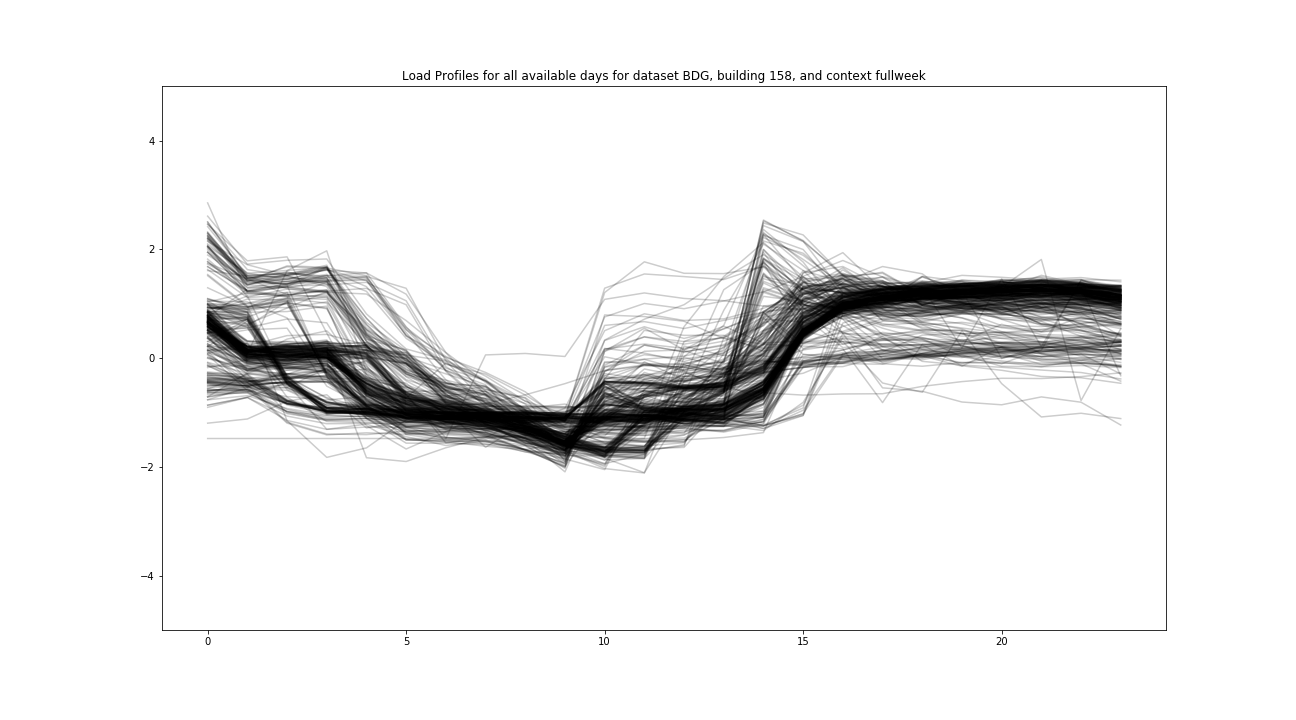 Load Profiles for all available days for dataset BDG, building 158, and context fullweek
4
2
0
−2
−4
0 5 10 15 20